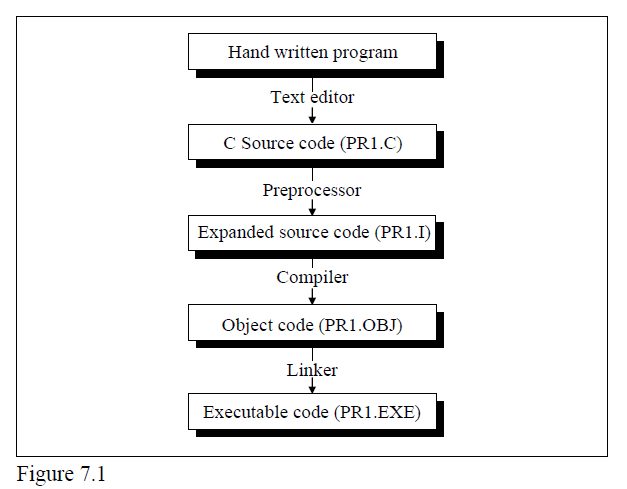 Hand written program
Text editor
C Source code (PR1.C)
Preprocessor
Expanded source code (PR1.I)
Compiler
Object code (PR1.OBJ)
Linker
Executable code (PR1.EXE)
Figure 7.1